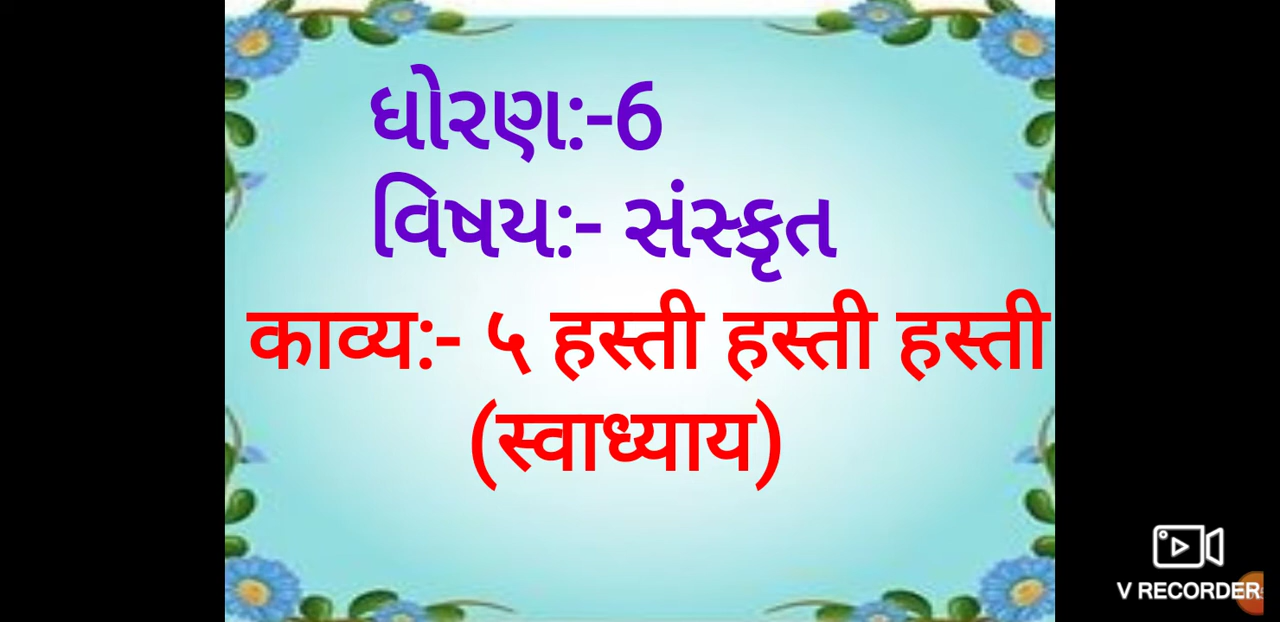 ધોરણ:-6
વિષય:- સંસ્કૃત
काव्य:- ५ हस्ती हस्ती हस्ती
(स्वाध्याय)
V RECORDER